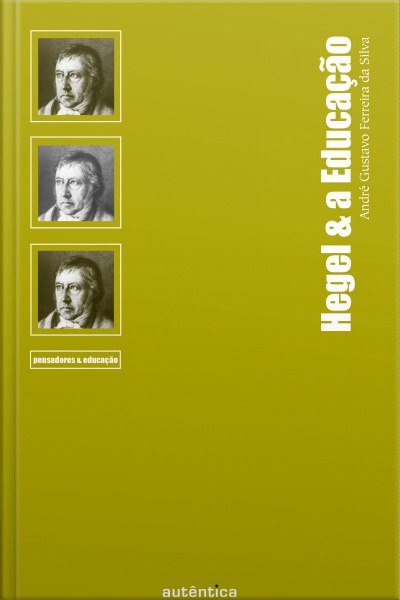 Hegel & a Educação
André Gustavo Ferreira da Silva
pensadores & educação
autêntica